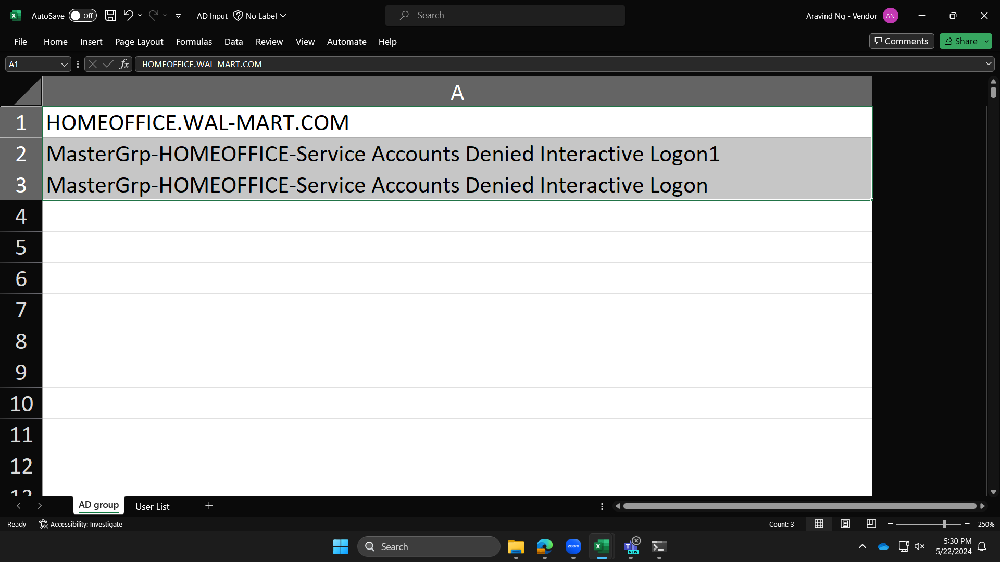 AutoSave Off AD Input No Label Search Aravind Ng - Vendor AN
File Home Insert Page Layout Formulas Data Review View Automate Help Comments Share
A1 fx HOMEOFFICE.WAL-MART.COM
A
1 HOMEOFFICE.WAL-MART.COM
2 MasterGrp-HOMEOFFICE-Service Accounts Denied Interactive Logon1
3 MasterGrp-HOMEOFFICE-Service Accounts Denied Interactive Logon
4
5
6
7
8
9
10
11
12
13
AD group User List
Ready Accessibility: Investigate Count: 3 250%
Search zoom NEW 5:30 PM
5/22/2024